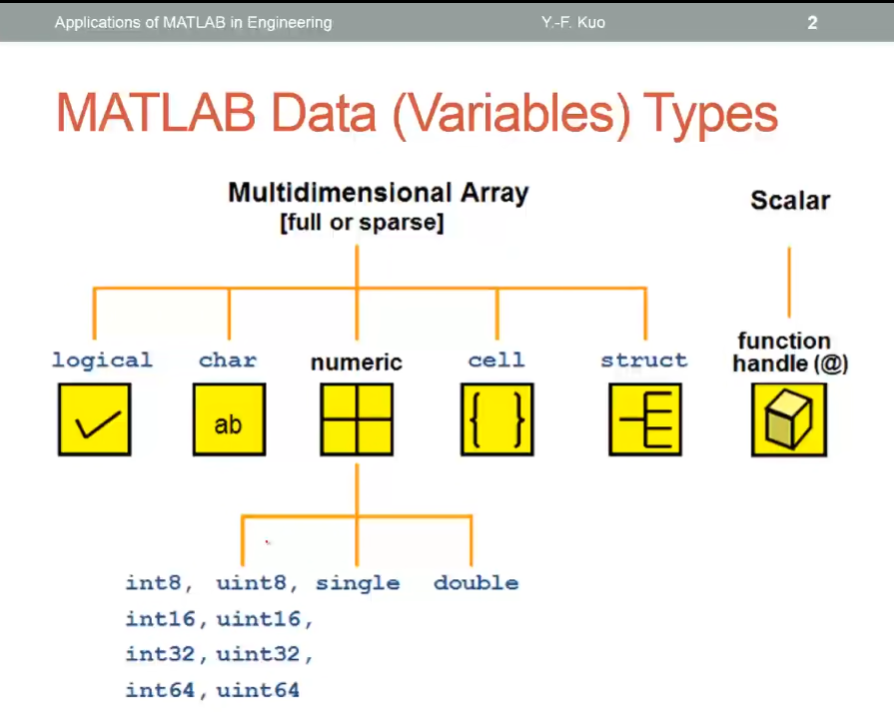 Applications of MATLAB in Engineering Y.-F. Kuo 2
MATLAB Data (Variables) Types
Multidimensional Array
[full or sparse]
Scalar
logical char numeric cell struct function handle (@)
ab { }
int8, uint8, single double
int16, uint16,
int32, uint32,
int64, uint64